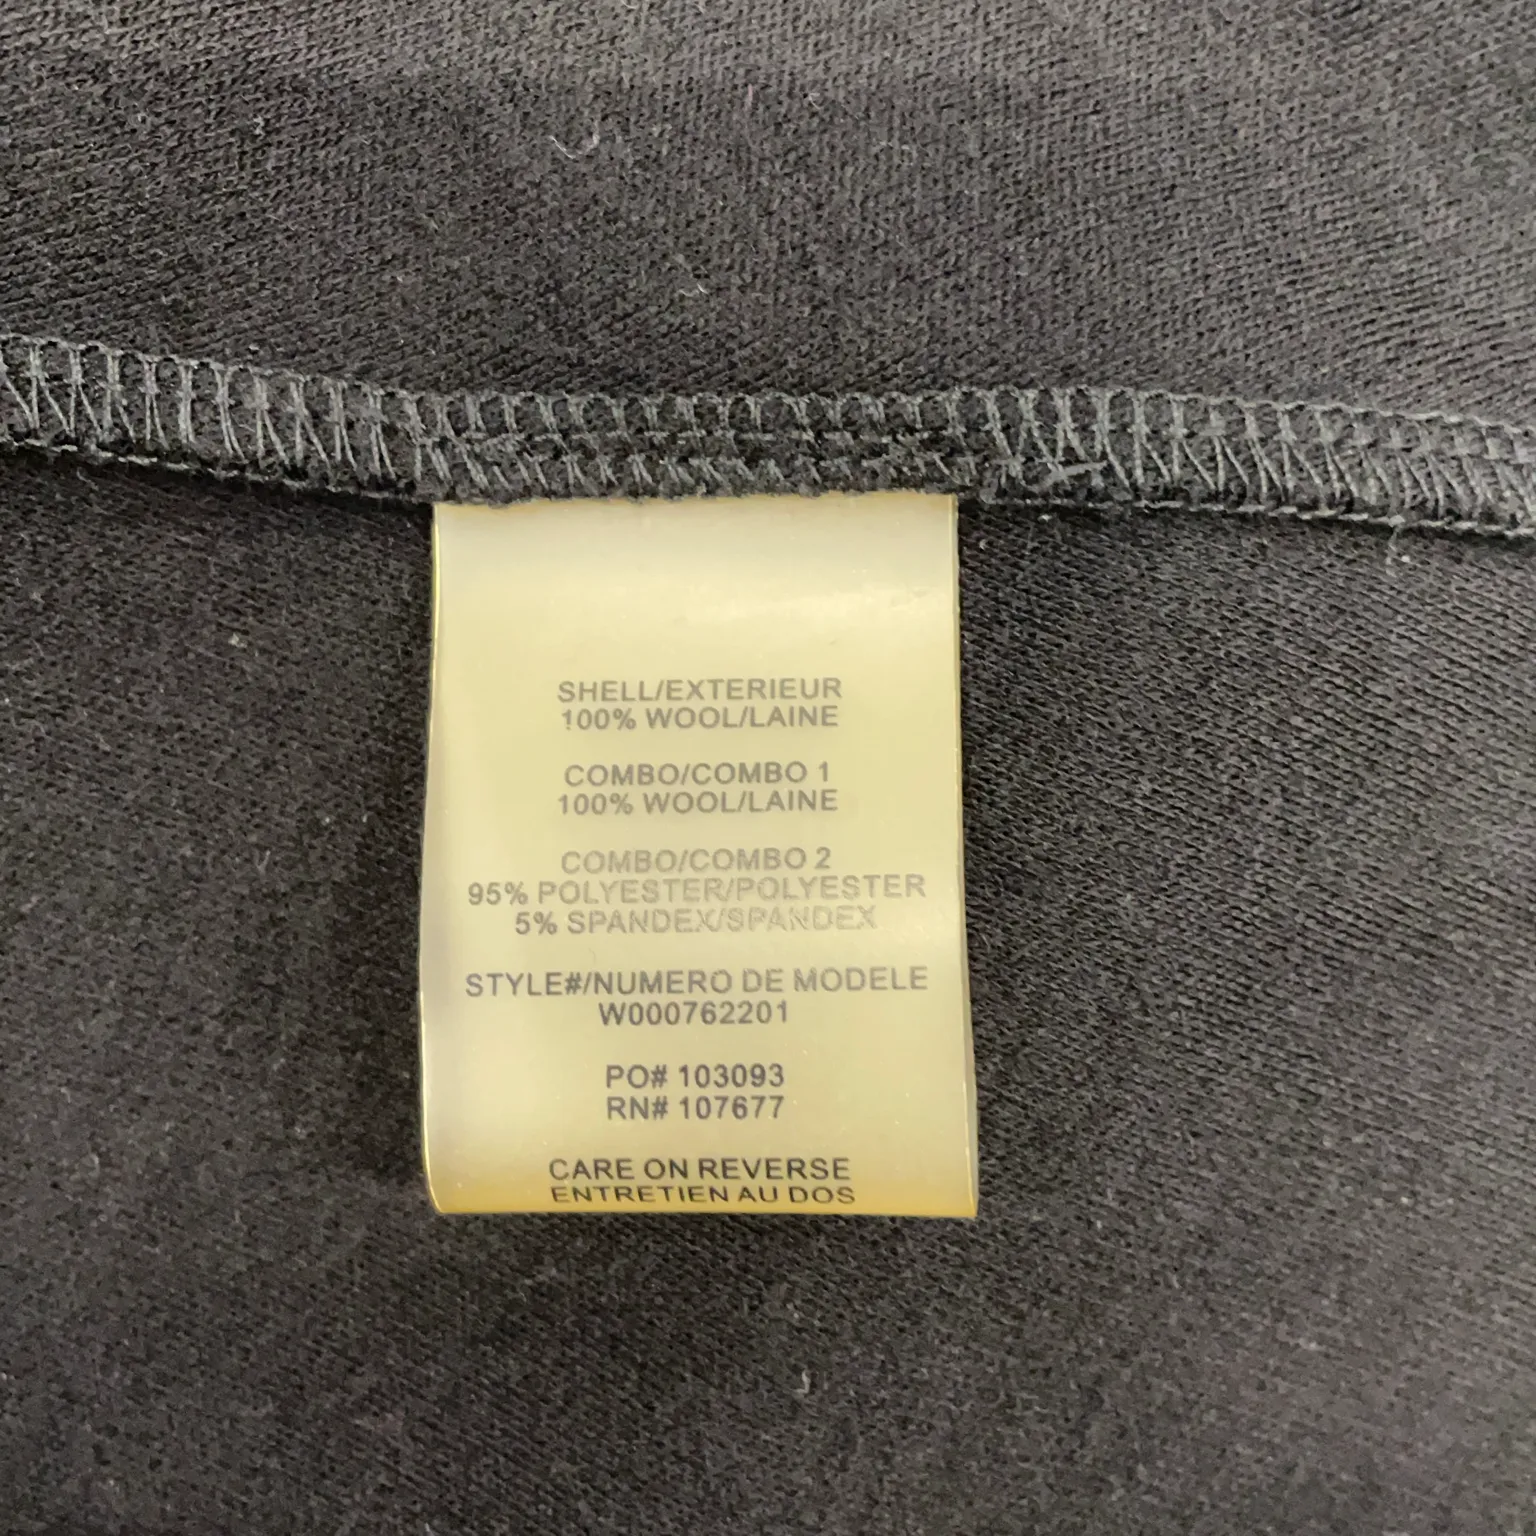 SHELL/EXTERIEUR
100% WOOL/LAINE
COMBO/COMBO 1
100% WOOL/LAINE
COMBO/COMBO 2
95% POLYESTER/POLYESTER
5% SPANDEX/SPANDEX
STYLE#/NUMERO DE MODELE
W000762201
PO# 103093
RN# 107677
CARE ON REVERSE
ENTRETIEN AU DOS